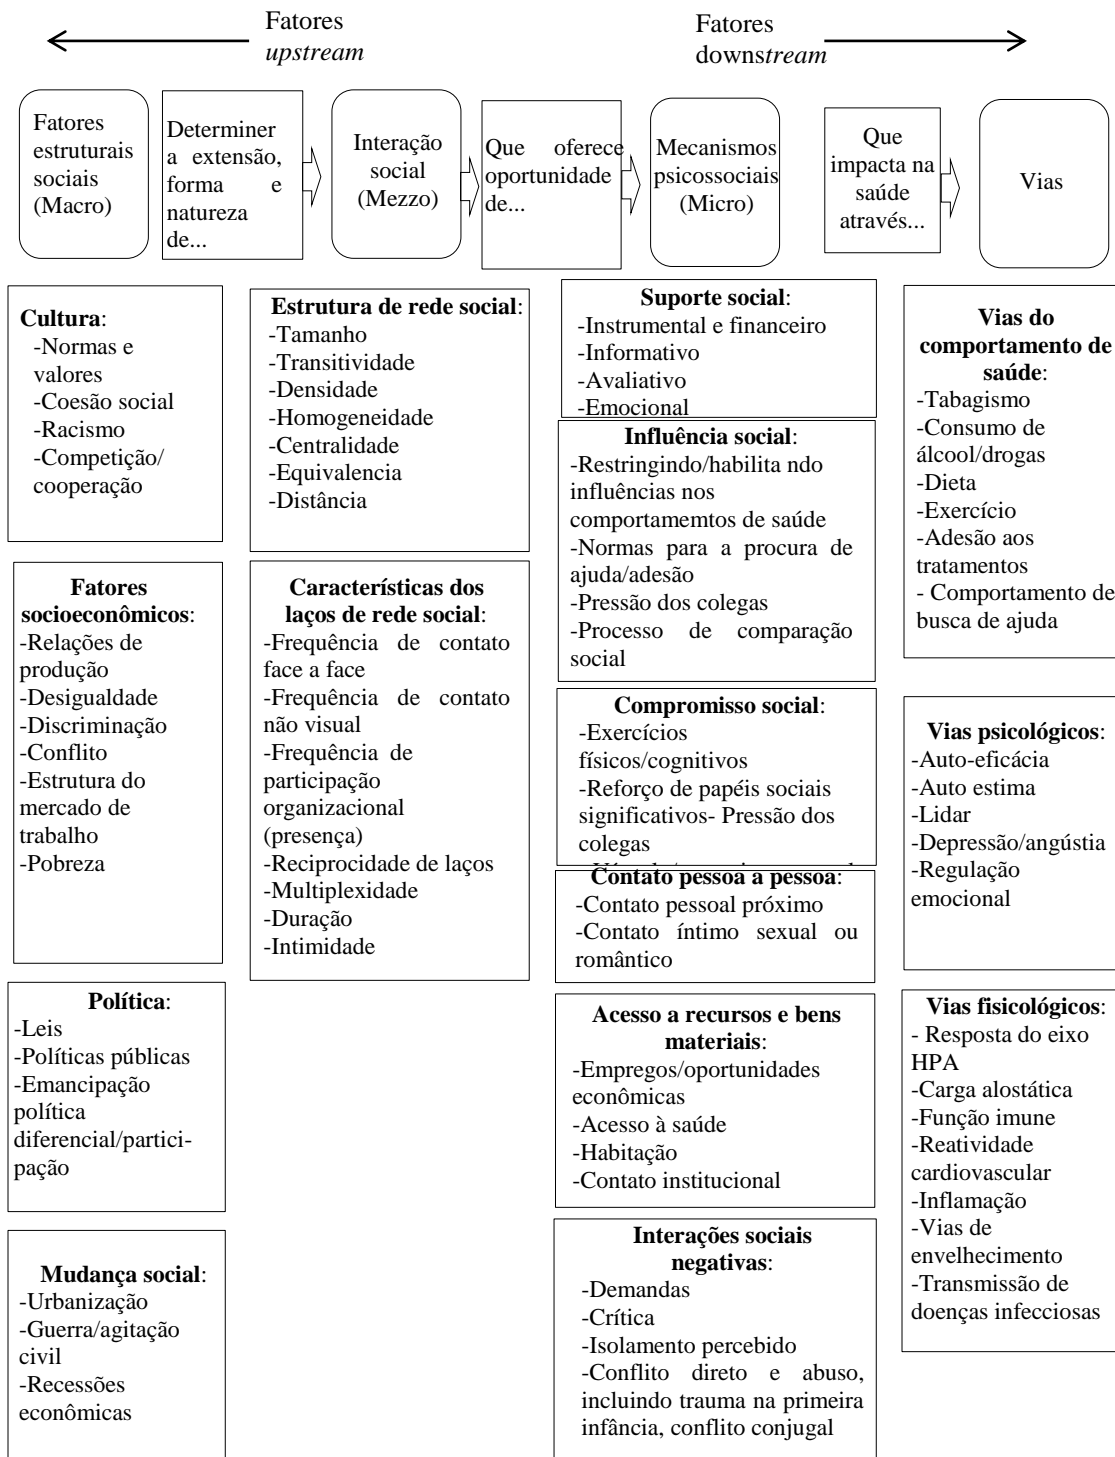 Fatores
upstream
Fatores
downstream
Fatores
estruturais
sociais
(Macro)
Determiner
a extensão,
forma e
natureza
de...
Interação
social
(Mezzo)
Que oferece
oportunidade
de...
Mecanismos
psicossociais
(Micro)
Que
impacta na
saúde
através...
Vias
Cultura:
-Normas e
valores
-Coesão social
-Racismo
-Competição/
cooperação
Fatores
socioeconômicos:
-Relações de
produção
-Desigualdade
-Discriminação
-Conflito
-Estrutura do
mercado de
trabalho
-Pobreza
Política:
-Leis
-Políticas públicas
-Emancipação
política
diferencial/partici-
pação
Mudança social:
-Urbanização
-Guerra/agitação
civil
-Recessões
econômicas
Estrutura de rede social:
-Tamanho
-Transitividade
-Densidade
-Homogeneidade
-Centralidade
-Equivalencia
-Distância
Características dos
laços de rede social:
-Frequência de contato
face a face
-Frequência de contato
não visual
-Frequência de
participação
organizacional
(presença)
-Reciprocidade de laços
-Multiplexidade
-Duração
-Intimidade
Suporte social:
-Instrumental e financeiro
-Informativo
-Avaliativo
-Emocional
Influência social:
-Restringindo/habilita ndo
influências nos
comportamemtos de saúde
-Normas para a procura de
ajuda/adesão
-Pressão dos colegas
-Processo de comparação
social
Compromisso social:
-Exercícios
físicos/cognitivos
-Reforço de papéis sociais
significativos- Pressão dos
colegas
Contato pessoa a pessoa:
-Contato pessoal próximo
-Contato íntimo sexual ou
romântico
Acesso a recursos e bens
materiais:
-Empregos/oportunidades
econômicas
-Acesso à saúde
-Habitação
-Contato institucional
Interações sociais
negativas:
-Demandas
-Crítica
-Isolamento percebido
-Conflito direto e abuso,
incluindo trauma na primeira
infância, conflito conjugal
Vias do
comportamento de
saúde:
-Tabagismo
-Consumo de
álcool/drogas
-Dieta
-Exercício
-Adesão aos
tratamentos
- Comportamento de
busca de ajuda
Vias psicológicos:
-Auto-eficácia
-Auto estima
-Lidar
-Depressão/angústia
-Regulação
emocional
Vias fisicológicos:
- Resposta do eixo
HPA
-Carga alostática
-Função imune
-Reatividade
cardiovascular
-Inflamação
-Vias de
envelhecimento
-Transmissão de
doenças infecciosas